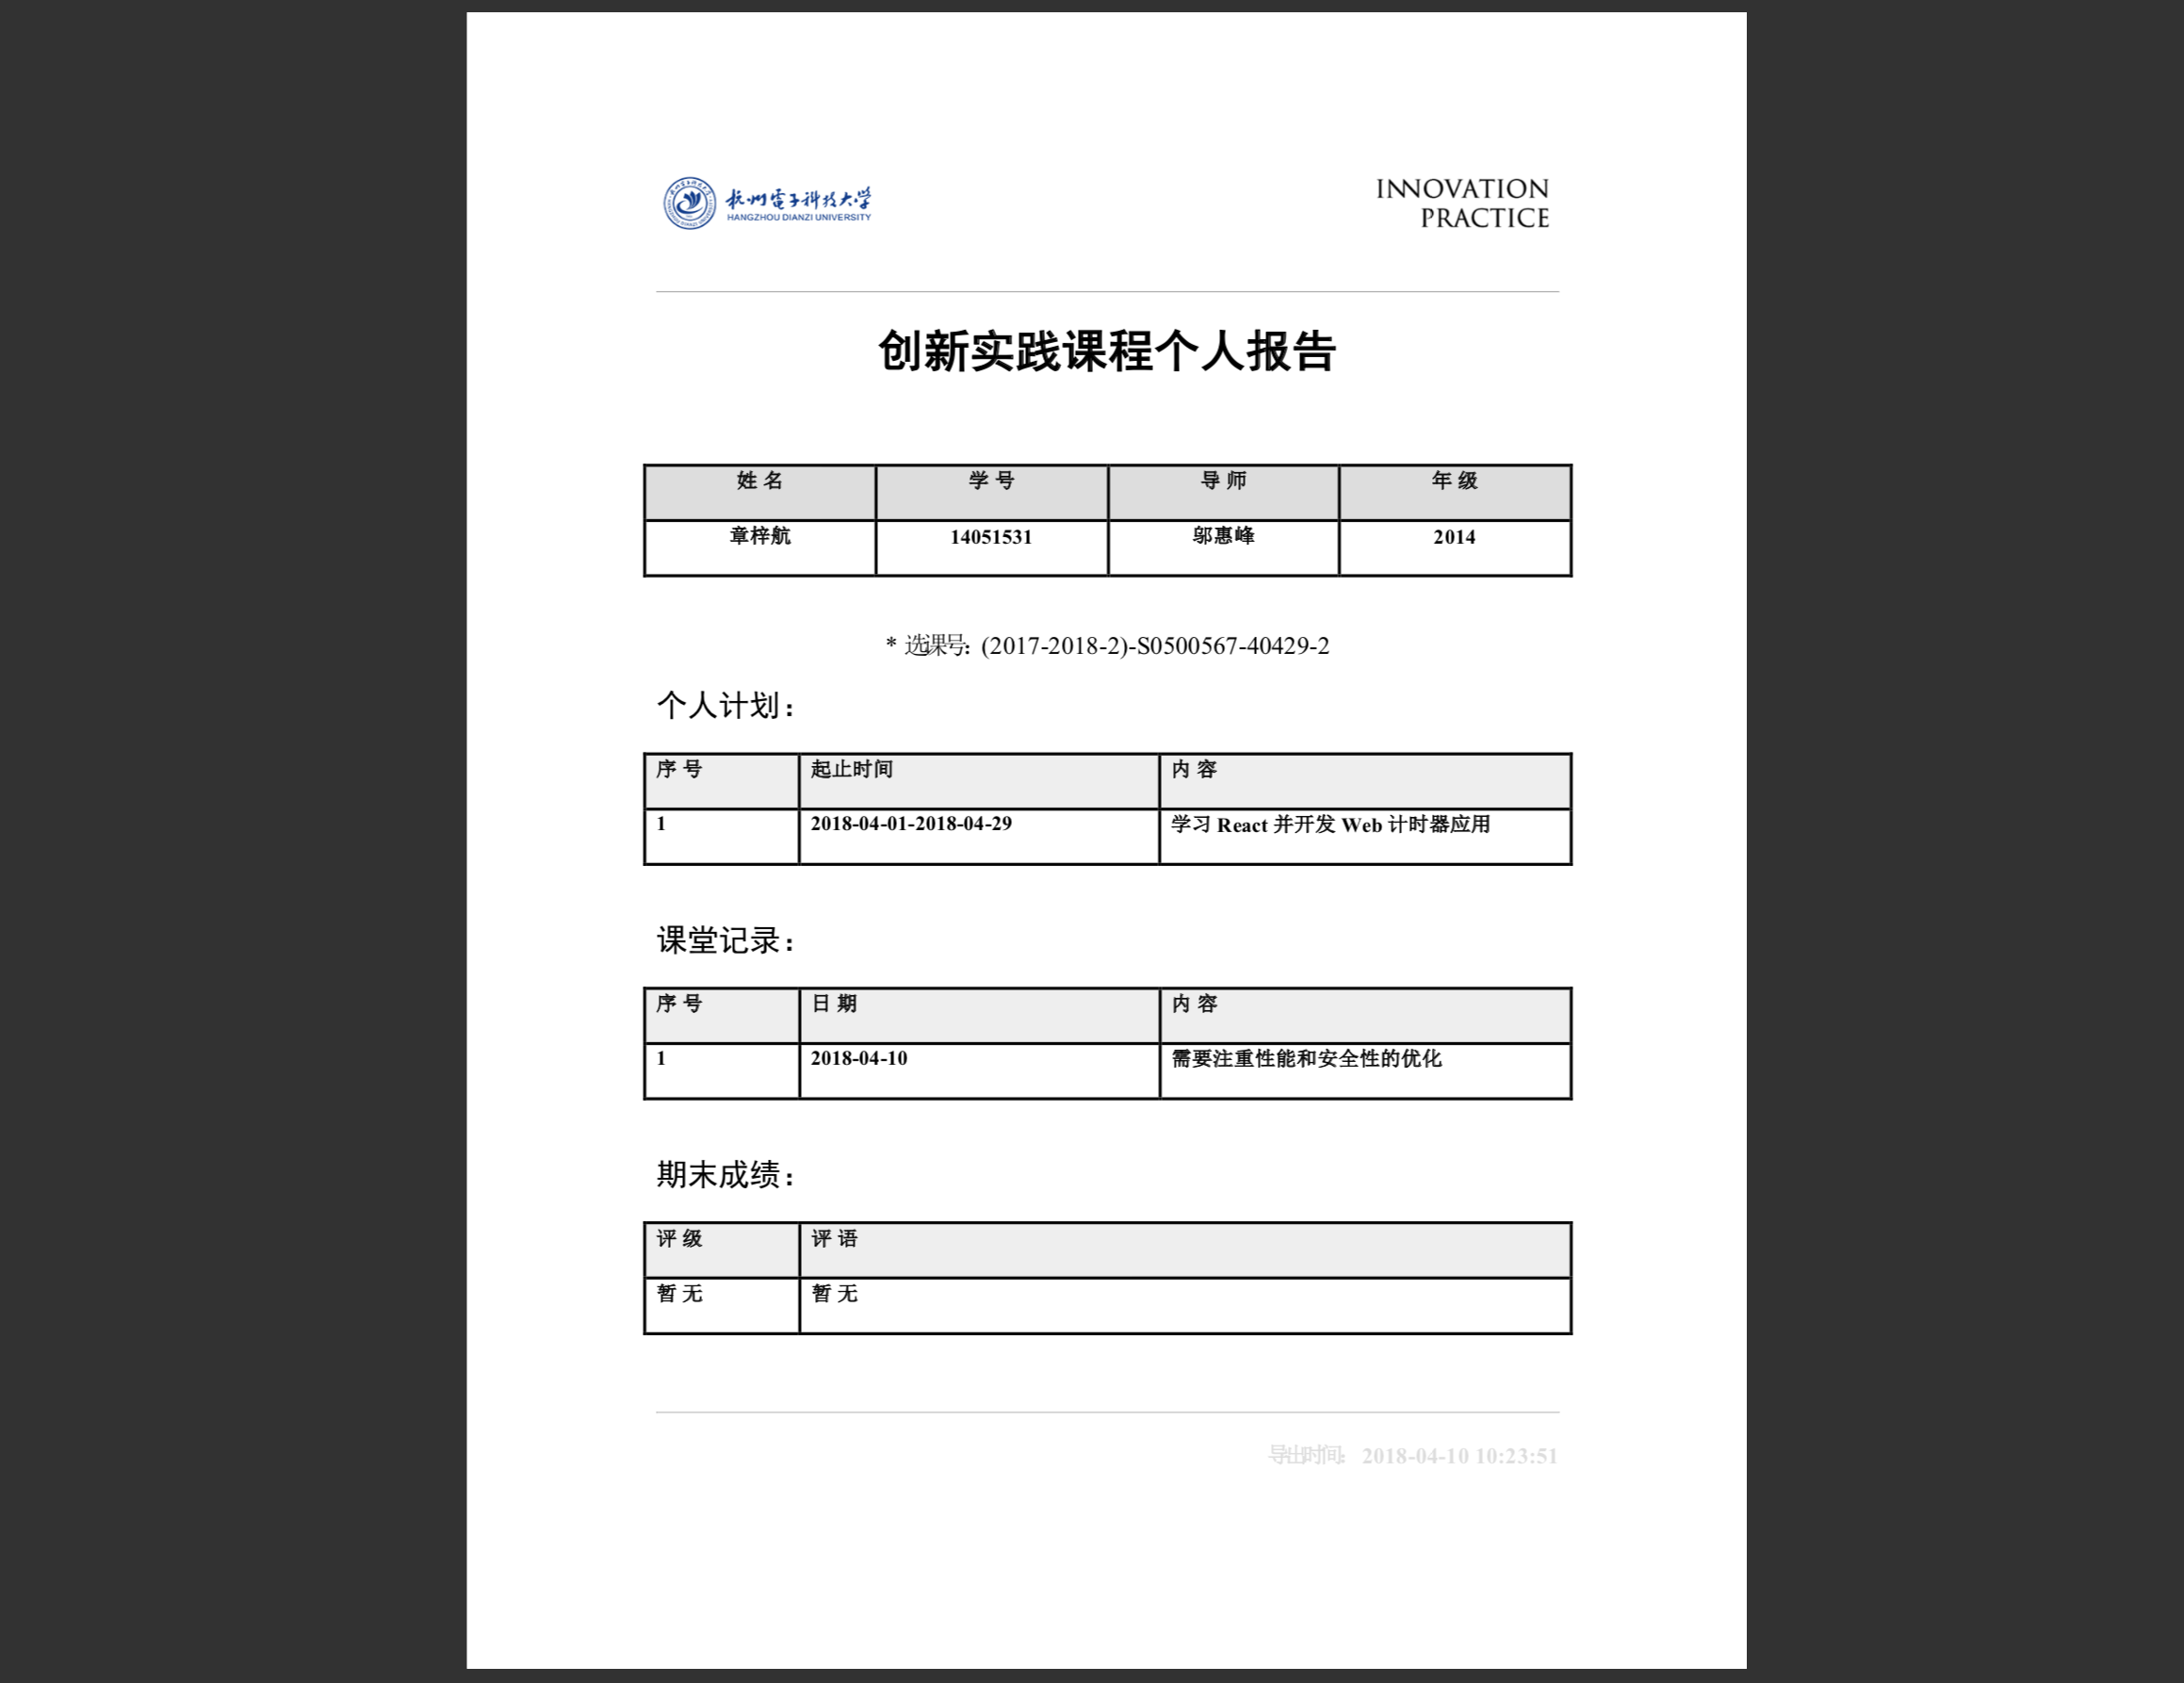 杭州電子科技大学
HANGZHOU DIANZI UNIVERSITY
INNOVATION
PRACTICE
创新实践课程个人报告
姓 名 学 号 导 师 年 级
章梓航 14051531 邬惠峰 2014
* 选课号: (2017-2018-2)-S0500567-40429-2
个人计划：
序 号 起止时间 内 容
1 2018-04-01-2018-04-29 学习 React 并开发 Web 计时器应用
课堂记录：
序 号 日 期 内 容
1 2018-04-10 需要注重性能和安全性的优化
期末成绩：
评 级 评 语
暂 无 暂 无
导出时间: 2018-04-10 10:23:51